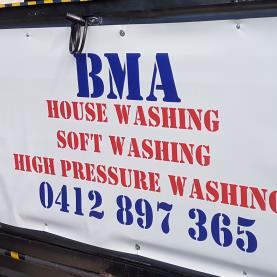 BMA
HOUSE WASHING
SOFT WASHING
HIGH PRESSURE WASHING
0412 897 365